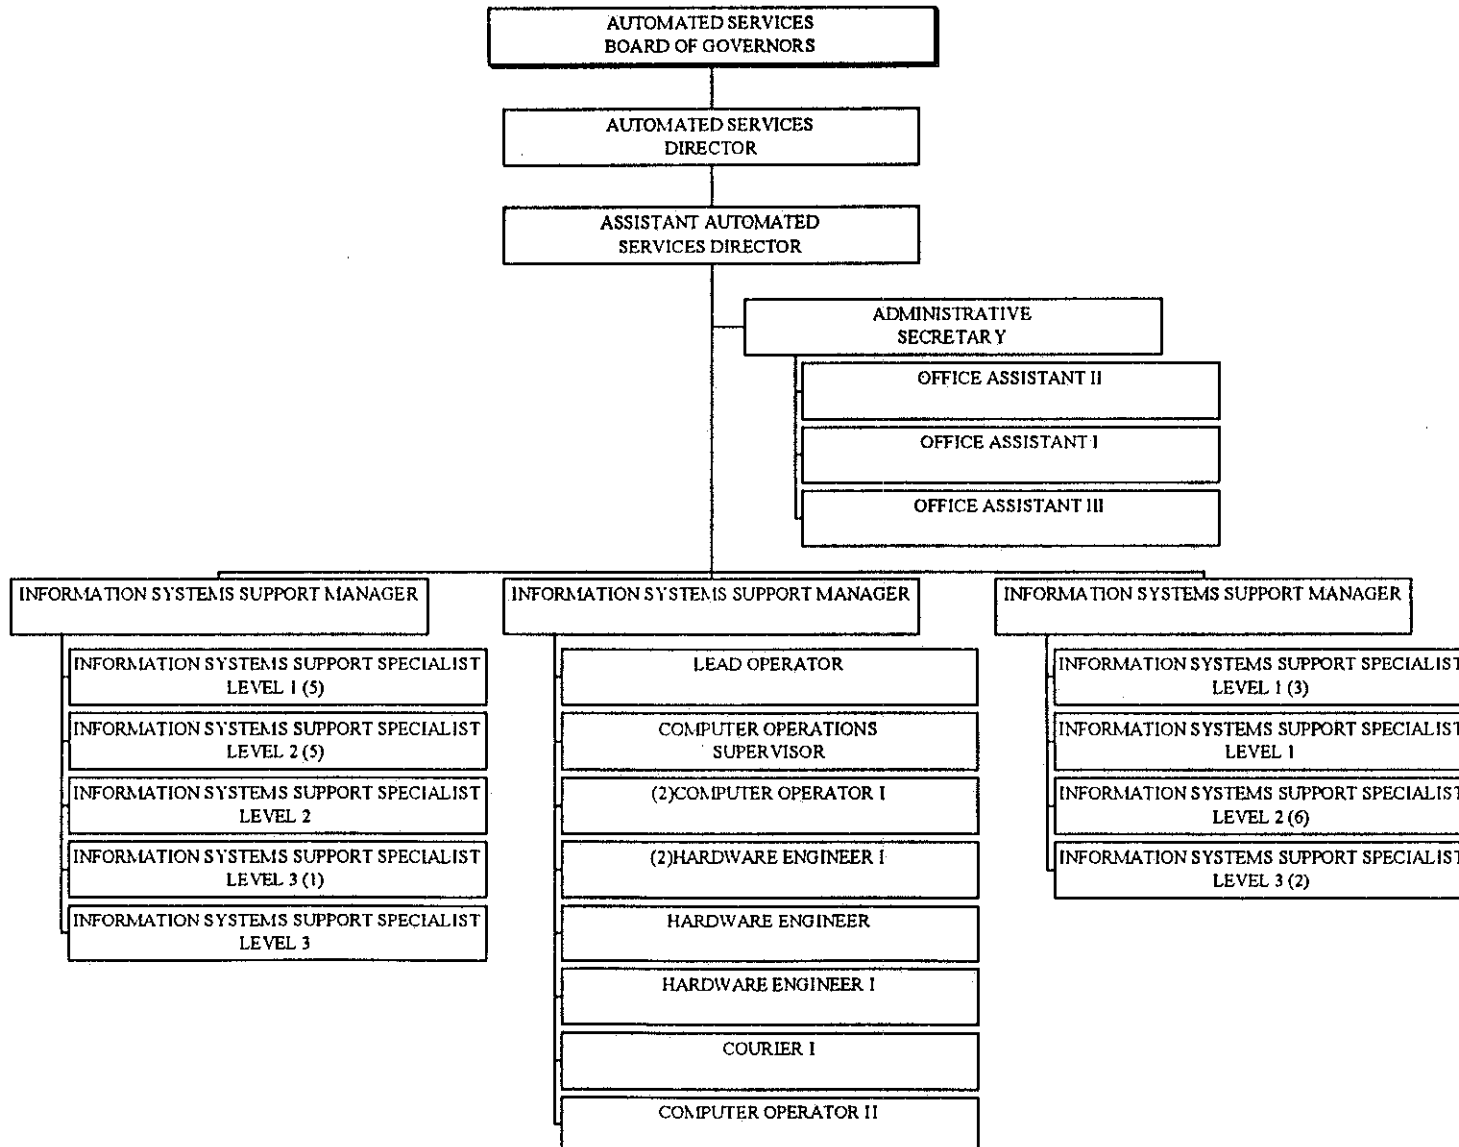 AUTOMATED SERVICES
BOARD OF GOVERNORS
AUTOMATED SERVICES
DIRECTOR
ASSISTANT AUTOMATED
SERVICES DIRECTOR
ADMINISTRATIVE
SECRETARY
OFFICE ASSISTANT II
OFFICE ASSISTANT I
OFFICE ASSISTANT III
INFORMATION SYSTEMS SUPPORT MANAGER
INFORMATION SYSTEMS SUPPORT SPECIALIST
LEVEL 1 (5)
INFORMATION SYSTEMS SUPPORT SPECIALIST
LEVEL 2 (5)
INFORMATION SYSTEMS SUPPORT SPECIALIST
LEVEL 2
INFORMATION SYSTEMS SUPPORT SPECIALIST
LEVEL 3 (1)
INFORMATION SYSTEMS SUPPORT SPECIALIST
LEVEL 3
INFORMATION SYSTEMS SUPPORT MANAGER
LEAD OPERATOR
COMPUTER OPERATIONS
SUPERVISOR
(2)COMPUTER OPERATOR I
(2)HARDWARE ENGINEER I
HARDWARE ENGINEER
HARDWARE ENGINEER I
COURIER I
COMPUTER OPERATOR II
INFORMATION SYSTEMS SUPPORT MANAGER
INFORMATION SYSTEMS SUPPORT SPECIALIST
LEVEL 1 (3)
INFORMATION SYSTEMS SUPPORT SPECIALIST
LEVEL 1
INFORMATION SYSTEMS SUPPORT SPECIALIST
LEVEL 2 (6)
INFORMATION SYSTEMS SUPPORT SPECIALIST
LEVEL 3 (2)